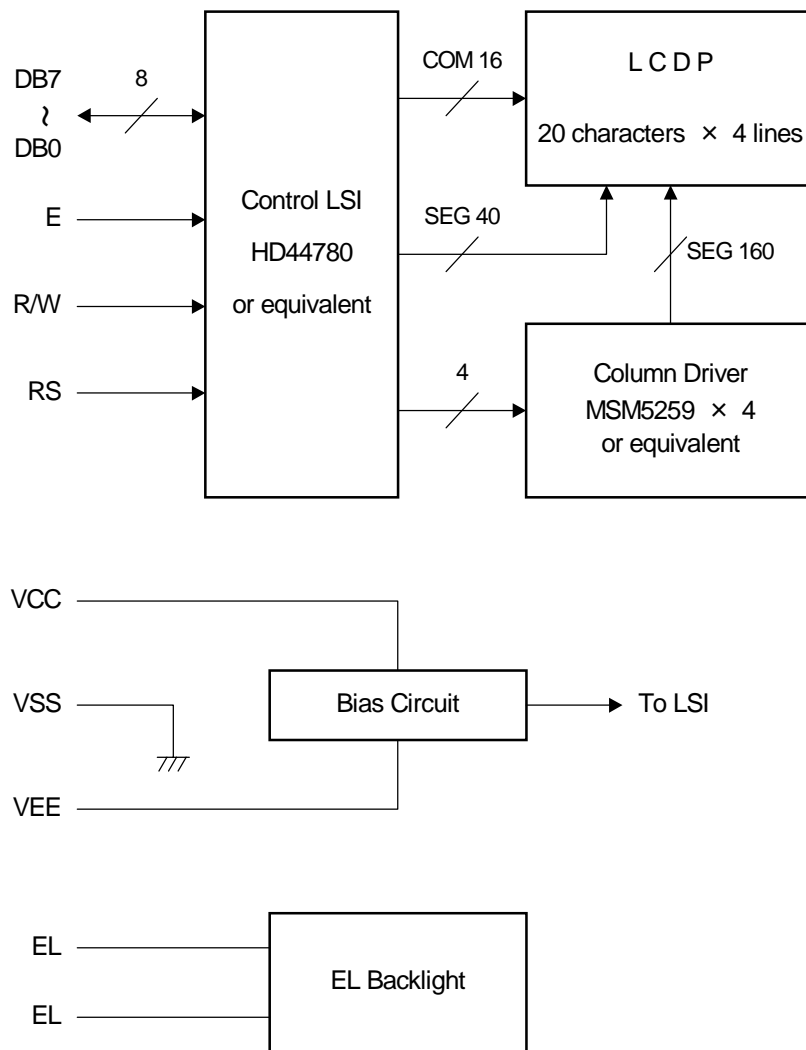 DB7
~
DB0
8
E
R/W
RS
Control LSI
HD44780
or equivalent
COM 16
SEG 40
4
L C D P
20 characters × 4 lines
SEG 160
Column Driver
MSM5259 × 4
or equivalent
VCC
VSS
VEE
Bias Circuit
To LSI
EL
EL
EL Backlight